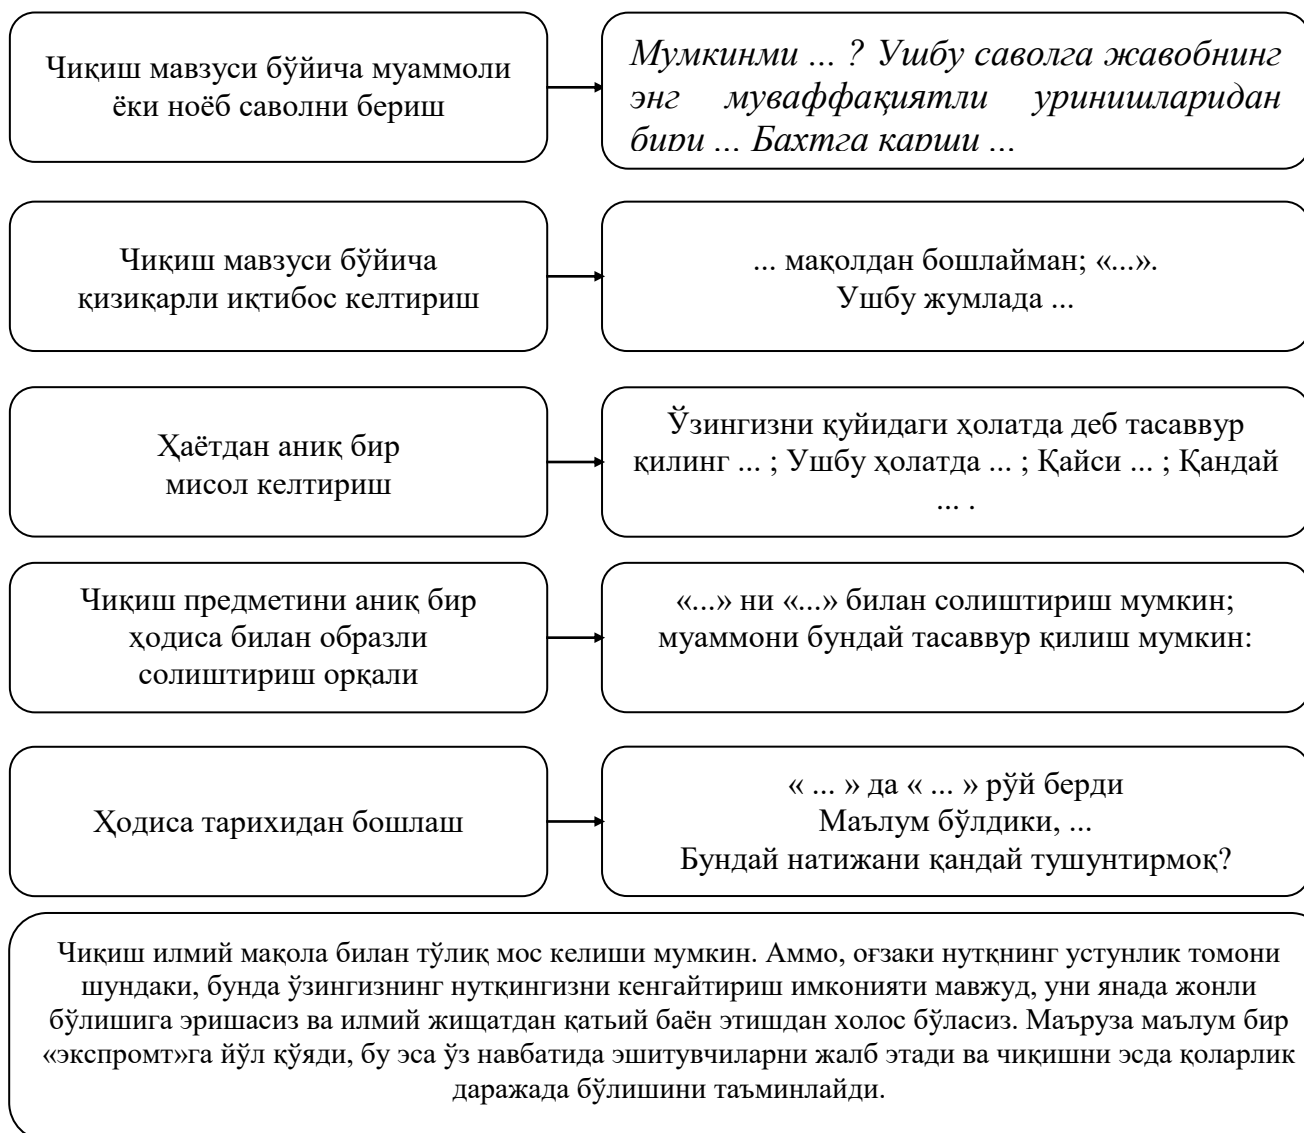 Чиқиш мавзуси бўйича муаммоли
ёки ноёб саволни бериш
Мумкинми ... ? Ушбу саволга жавобнинг
энг муваффақиятли уринишларидан
бири ... Бахтга қарши ...
Чиқиш мавзуси бўйича
қизиқарли иқтибос келтириш
... мақолдан бошлайман; «...».
Ушбу жумлада ...
Ҳаётдан аниқ бир
мисол келтириш
Ўзингизни қуйидаги ҳолатда деб тасаввур
қилинг ... ; Ушбу ҳолатда ... ; Қайси ... ; Қандай
... .
Чиқиш предметини аниқ бир
ҳодиса билан образли
солиштириш орқали
«...» ни «...» билан солиштириш мумкин;
муаммони бундай тасаввур қилиш мумкин:
Ҳодиса тарихидан бошлаш
« ... » да « ... » рўй берди
Маълум бўлдики, ...
Бундай натижани қандай тушунтирмоқ?
Чиқиш илмий мақола билан тўлиқ мос келиши мумкин. Аммо, оғзаки нутқнинг устунлик томони
шундаки, бунда ўзингизнинг нутқингизни кенгайтириш имконияти мавжуд, уни янада жонли
бўлишига эришасиз ва илмий жищатдан қатьий баён этишдан холос бўласиз. Маъруза маълум бир
«экспромт»га йўл қўяди, бу эса ўз навбатида эшитувчиларни жалб этади ва чиқишни эсда қоларлик
даражада бўлишини таъминлайди.